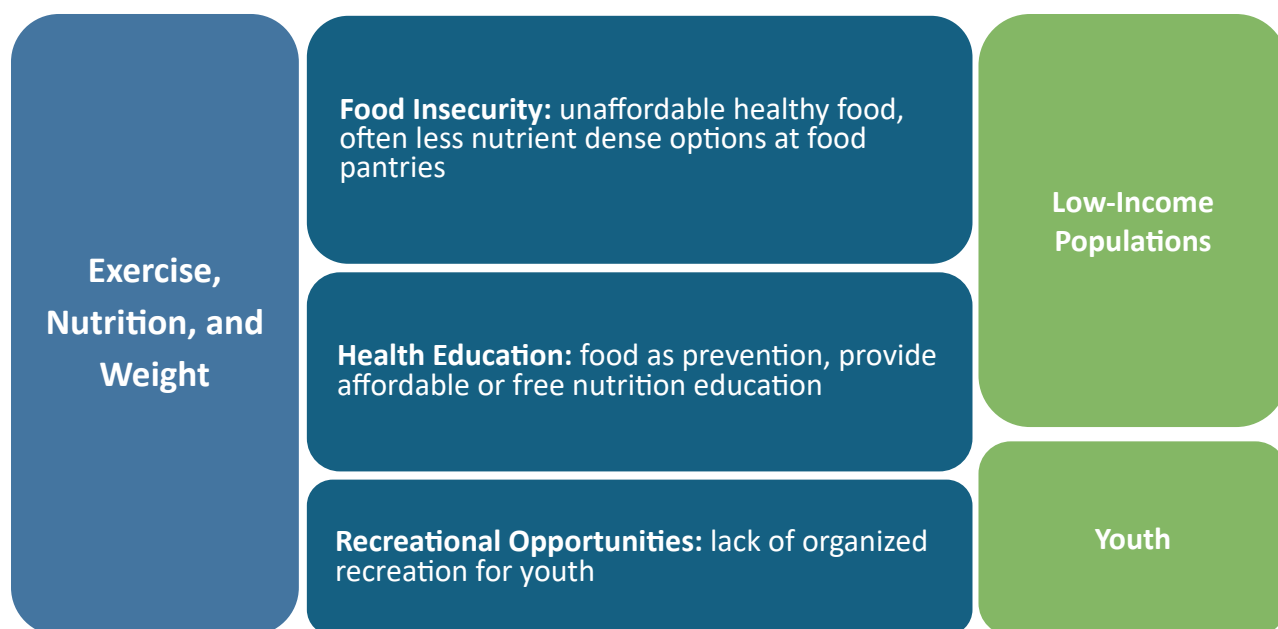 Exercise,
Nutrition, and
Weight
Food Insecurity: unaffordable healthy food,
often less nutrient dense options at food
pantries
Health Education: food as prevention, provide
affordable or free nutrition education
Recreational Opportunities: lack of organized
recreation for youth
Low-Income
Populations
Youth